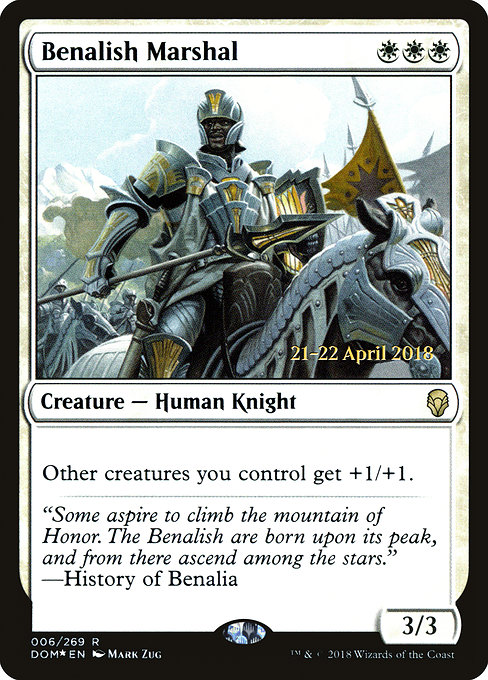 Benalish Marshal
21–22 April 2018
Creature — Human Knight
Other creatures you control get +1/+1.
“Some aspire to climb the mountain of
Honor. The Benalish are born upon its peak,
and from there ascend among the stars.”
—History of Benalia
3/3
006/269 R
DOM★EN Mark Zug
™ & © 2018 Wizards of the Coast